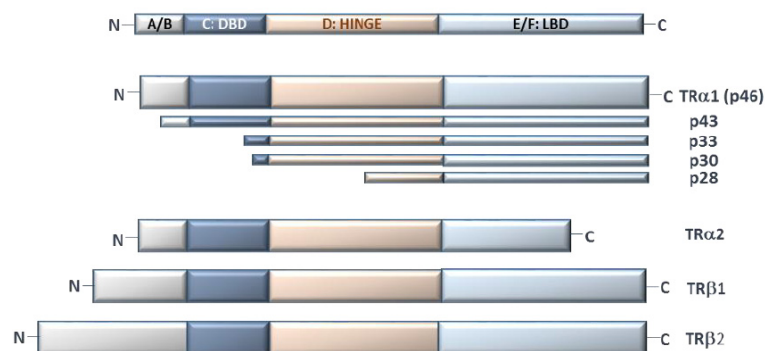 N A/B C: DBD D: HINGE E/F: LBD C
N C TRα1 (p46)
p43
p33
p30
p28
N C TRα2
N C TRβ1
N C TRβ2